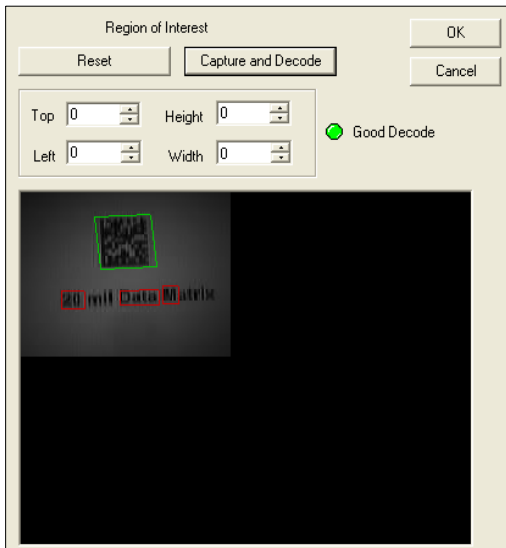 Region of Interest
OK
Reset
Capture and Decode
Cancel
Top 0
Height 0
Left 0
Width 0
Good Decode
20 mil Data Matrix